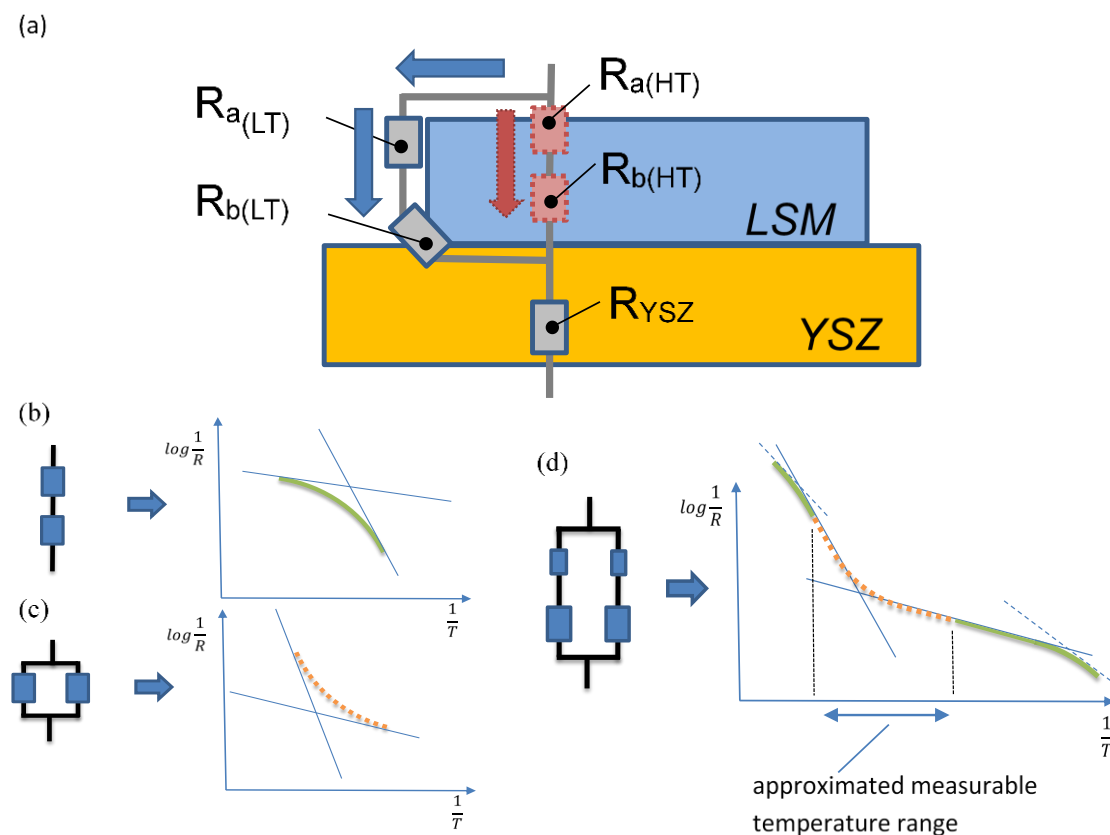 (a)
Ra(HT)
Ra(LT)
Rb(HT)
Rb(LT)
LSM
RYSZ
YSZ
(b)
log 1/R
1/T
(c)
log 1/R
1/T
(d)
log 1/R
1/T
approximated measurable
temperature range